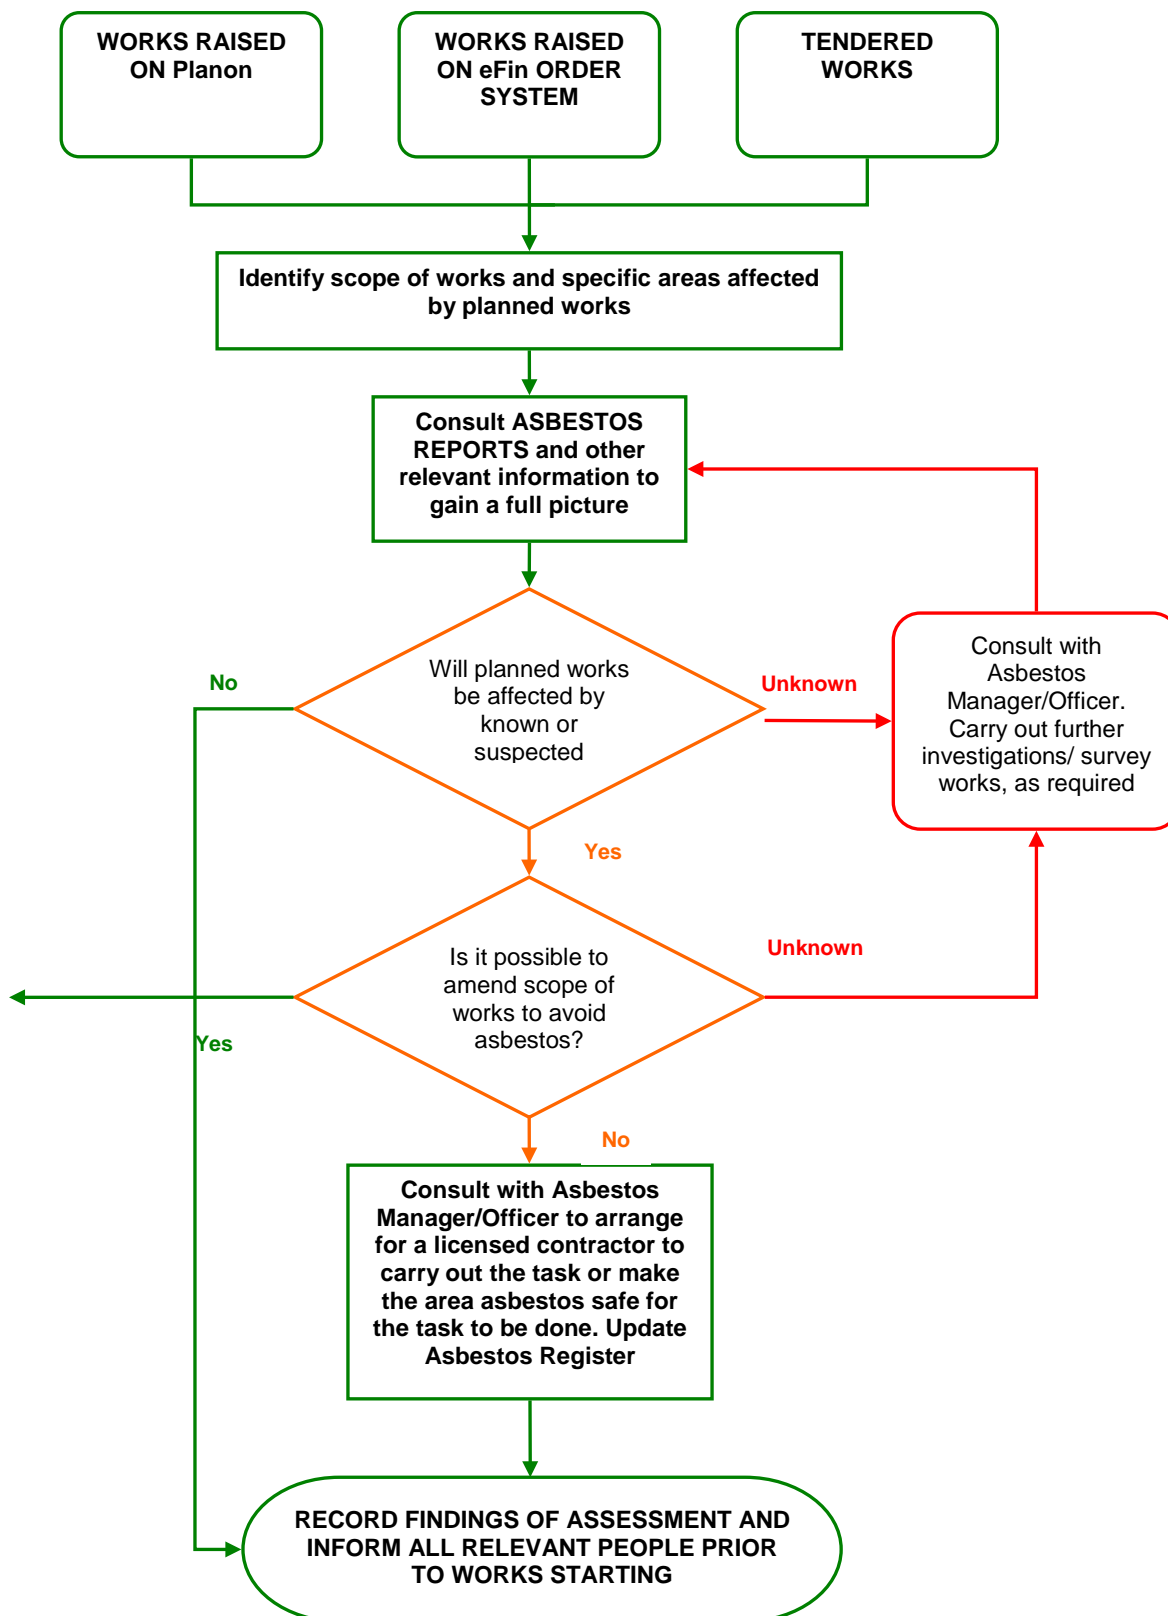 WORKS RAISED
ON Planon
WORKS RAISED
ON eFin ORDER
SYSTEM
TENDERED
WORKS
Identify scope of works and specific areas affected
by planned works
Consult ASBESTOS
REPORTS and other
relevant information to
gain a full picture
No
Will planned works
be affected by
known or
suspected
Unknown
Consult with
Asbestos
Manager/Officer.
Carry out further
investigations/ survey
works, as required
Yes
Is it possible to
amend scope of
works to avoid
asbestos?
Unknown
Yes
No
Consult with Asbestos
Manager/Officer to arrange
for a licensed contractor to
carry out the task or make
the area asbestos safe for
the task to be done. Update
Asbestos Register
RECORD FINDINGS OF ASSESSMENT AND
INFORM ALL RELEVANT PEOPLE PRIOR
TO WORKS STARTING